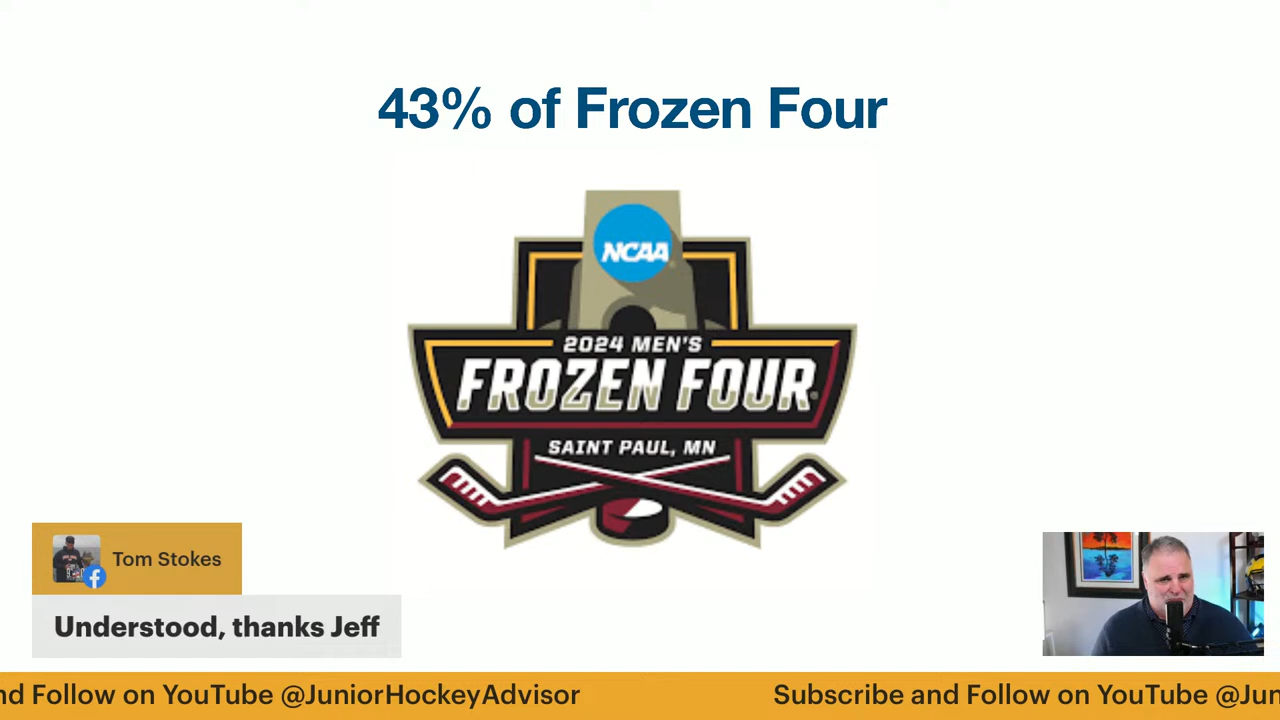 43% of Frozen Four
NCAA
2024 MEN'S
FROZEN FOUR
SAINT PAUL, MN
Tom Stokes
Understood, thanks Jeff
nd Follow on YouTube @JuniorHockeyAdvisor Subscribe and Follow on YouTube @Jun